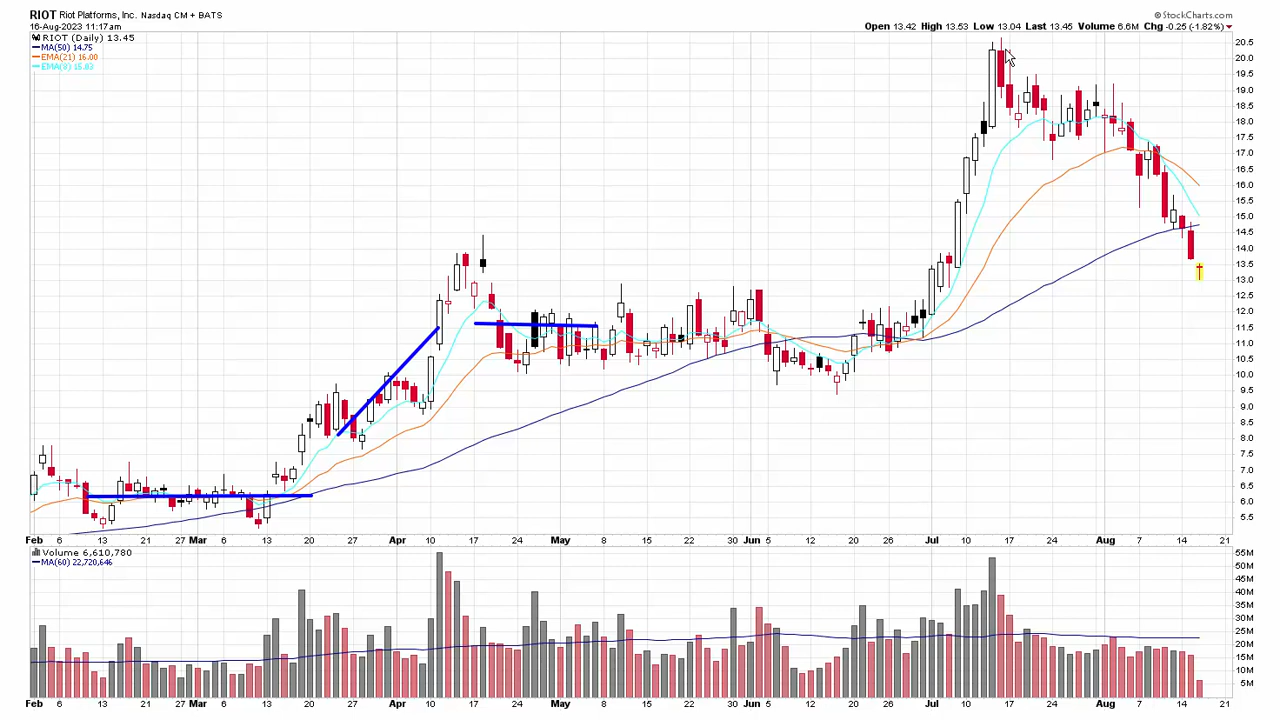 RIOT Riot Platforms, Inc. Nasdaq CM + BATS
© StockCharts.com
16-Aug-2023 11:17am
Open 13.42 High 13.53 Low 13.04 Last 13.45 Volume 6.6M Chg -0.25 (-1.82%)
RIOT (Daily) 13.45
MA(50) 14.75
EMA(21) 16.00
EMA(8) 15.03
20.5
20.0
19.5
19.0
18.5
18.0
17.5
17.0
16.5
16.0
15.5
15.0
14.5
14.0
13.5
13.0
12.5
12.0
11.5
11.0
10.5
10.0
9.5
9.0
8.5
8.0
7.5
7.0
6.5
6.0
5.5
Feb 6 13 21 27 Mar 6 13 20 27 Apr 10 17 24 May 8 15 22 30 Jun 5 12 20 26 Jul 10 17 24 Aug 7 14 21
Volume 6,610,780
MA(60) 22,720,646
55M
50M
45M
40M
35M
30M
25M
20M
15M
10M
5M
Feb 6 13 21 27 Mar 6 13 20 27 Apr 10 17 24 May 8 15 22 30 Jun 5 12 20 26 Jul 10 17 24 Aug 7 14 21